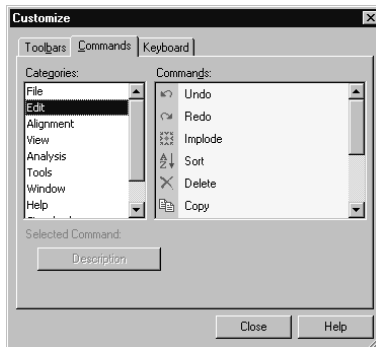 Customize
Toolbars Commands Keyboard
Categories: Commands:
File
Edit
Alignment
View
Analysis
Tools
Window
Help
Undo
Redo
Implode
Sort
Delete
Copy
Selected Command:
Description
Close Help